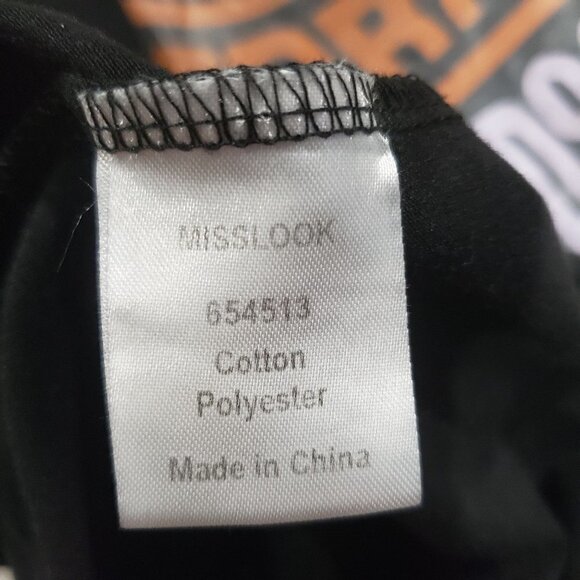 MISSLOOK
654513
Cotton
Polyester
Made in China